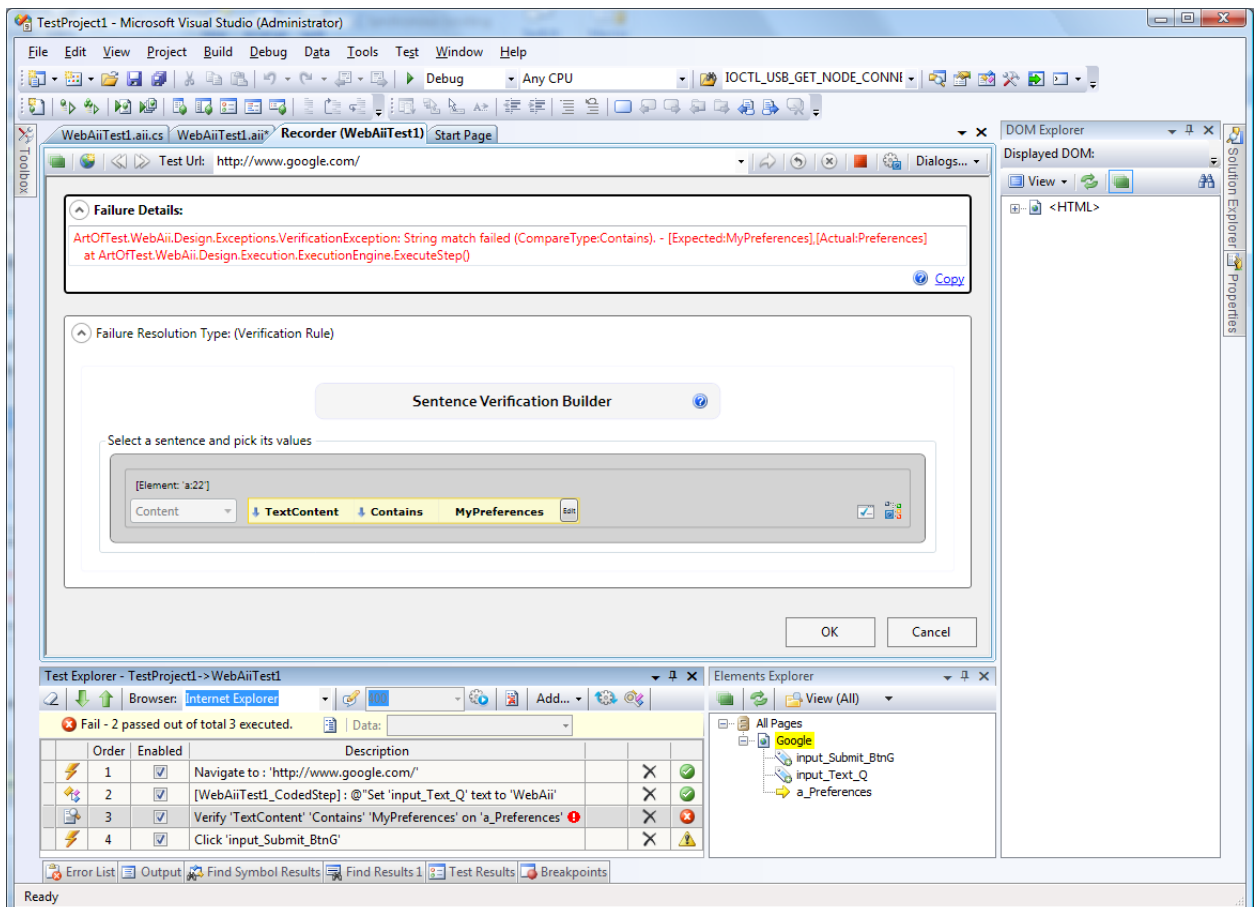 TestProject1 - Microsoft Visual Studio (Administrator)
File Edit View Project Build Debug Data Tools Test Window Help
Debug Any CPU IOCTL_USB_GET_NODE_CONNE
WebAiiTest1.aii.cs WebAiiTest1.aii* Recorder (WebAiiTest1) Start Page
Toolbox
Test Url: http://www.google.com/ Dialogs...
Failure Details:
ArtOfTest.WebAii.Design.Exceptions.VerificationException: String match failed (CompareType:Contains). - [Expected:MyPreferences],[Actual:Preferences]
at ArtOfTest.WebAii.Design.Execution.ExecutionEngine.ExecuteStep()
Copy
Failure Resolution Type: (Verification Rule)
Sentence Verification Builder
Select a sentence and pick its values
[Element: 'a:22']
Content TextContent Contains MyPreferences Edit
OK Cancel
DOM Explorer
Displayed DOM:
View
<HTML>
Solution Explorer
Properties
Test Explorer - TestProject1->WebAiiTest1
Browser: Internet Explorer 800 Add...
Fail - 2 passed out of total 3 executed. Data:
Order Enabled Description
1 Navigate to : 'http://www.google.com/'
2 [WebAiiTest1_CodedStep] : @"Set 'input_Text_Q' text to 'WebAii'
3 Verify 'TextContent' 'Contains' 'MyPreferences' on 'a_Preferences'
4 Click 'input_Submit_BtnG'
Elements Explorer
View (All)
All Pages
Google
input_Submit_BtnG
input_Text_Q
a_Preferences
Error List Output Find Symbol Results Find Results 1 Test Results Breakpoints
Ready